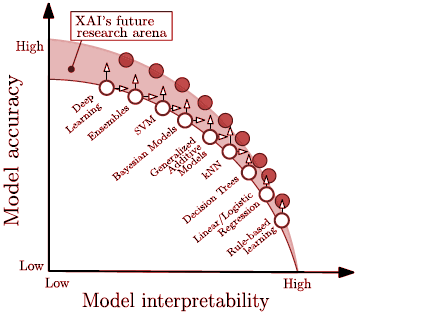 XAI's future
research arena
High
Deep
Learning
Ensembles
SVM
Bayesian Models
Generalized
Additive
Models
kNN
Decision Trees
Linear/Logistic
Regression
Rule-based
learning
Model accuracy
Low
Low
High
Model interpretability